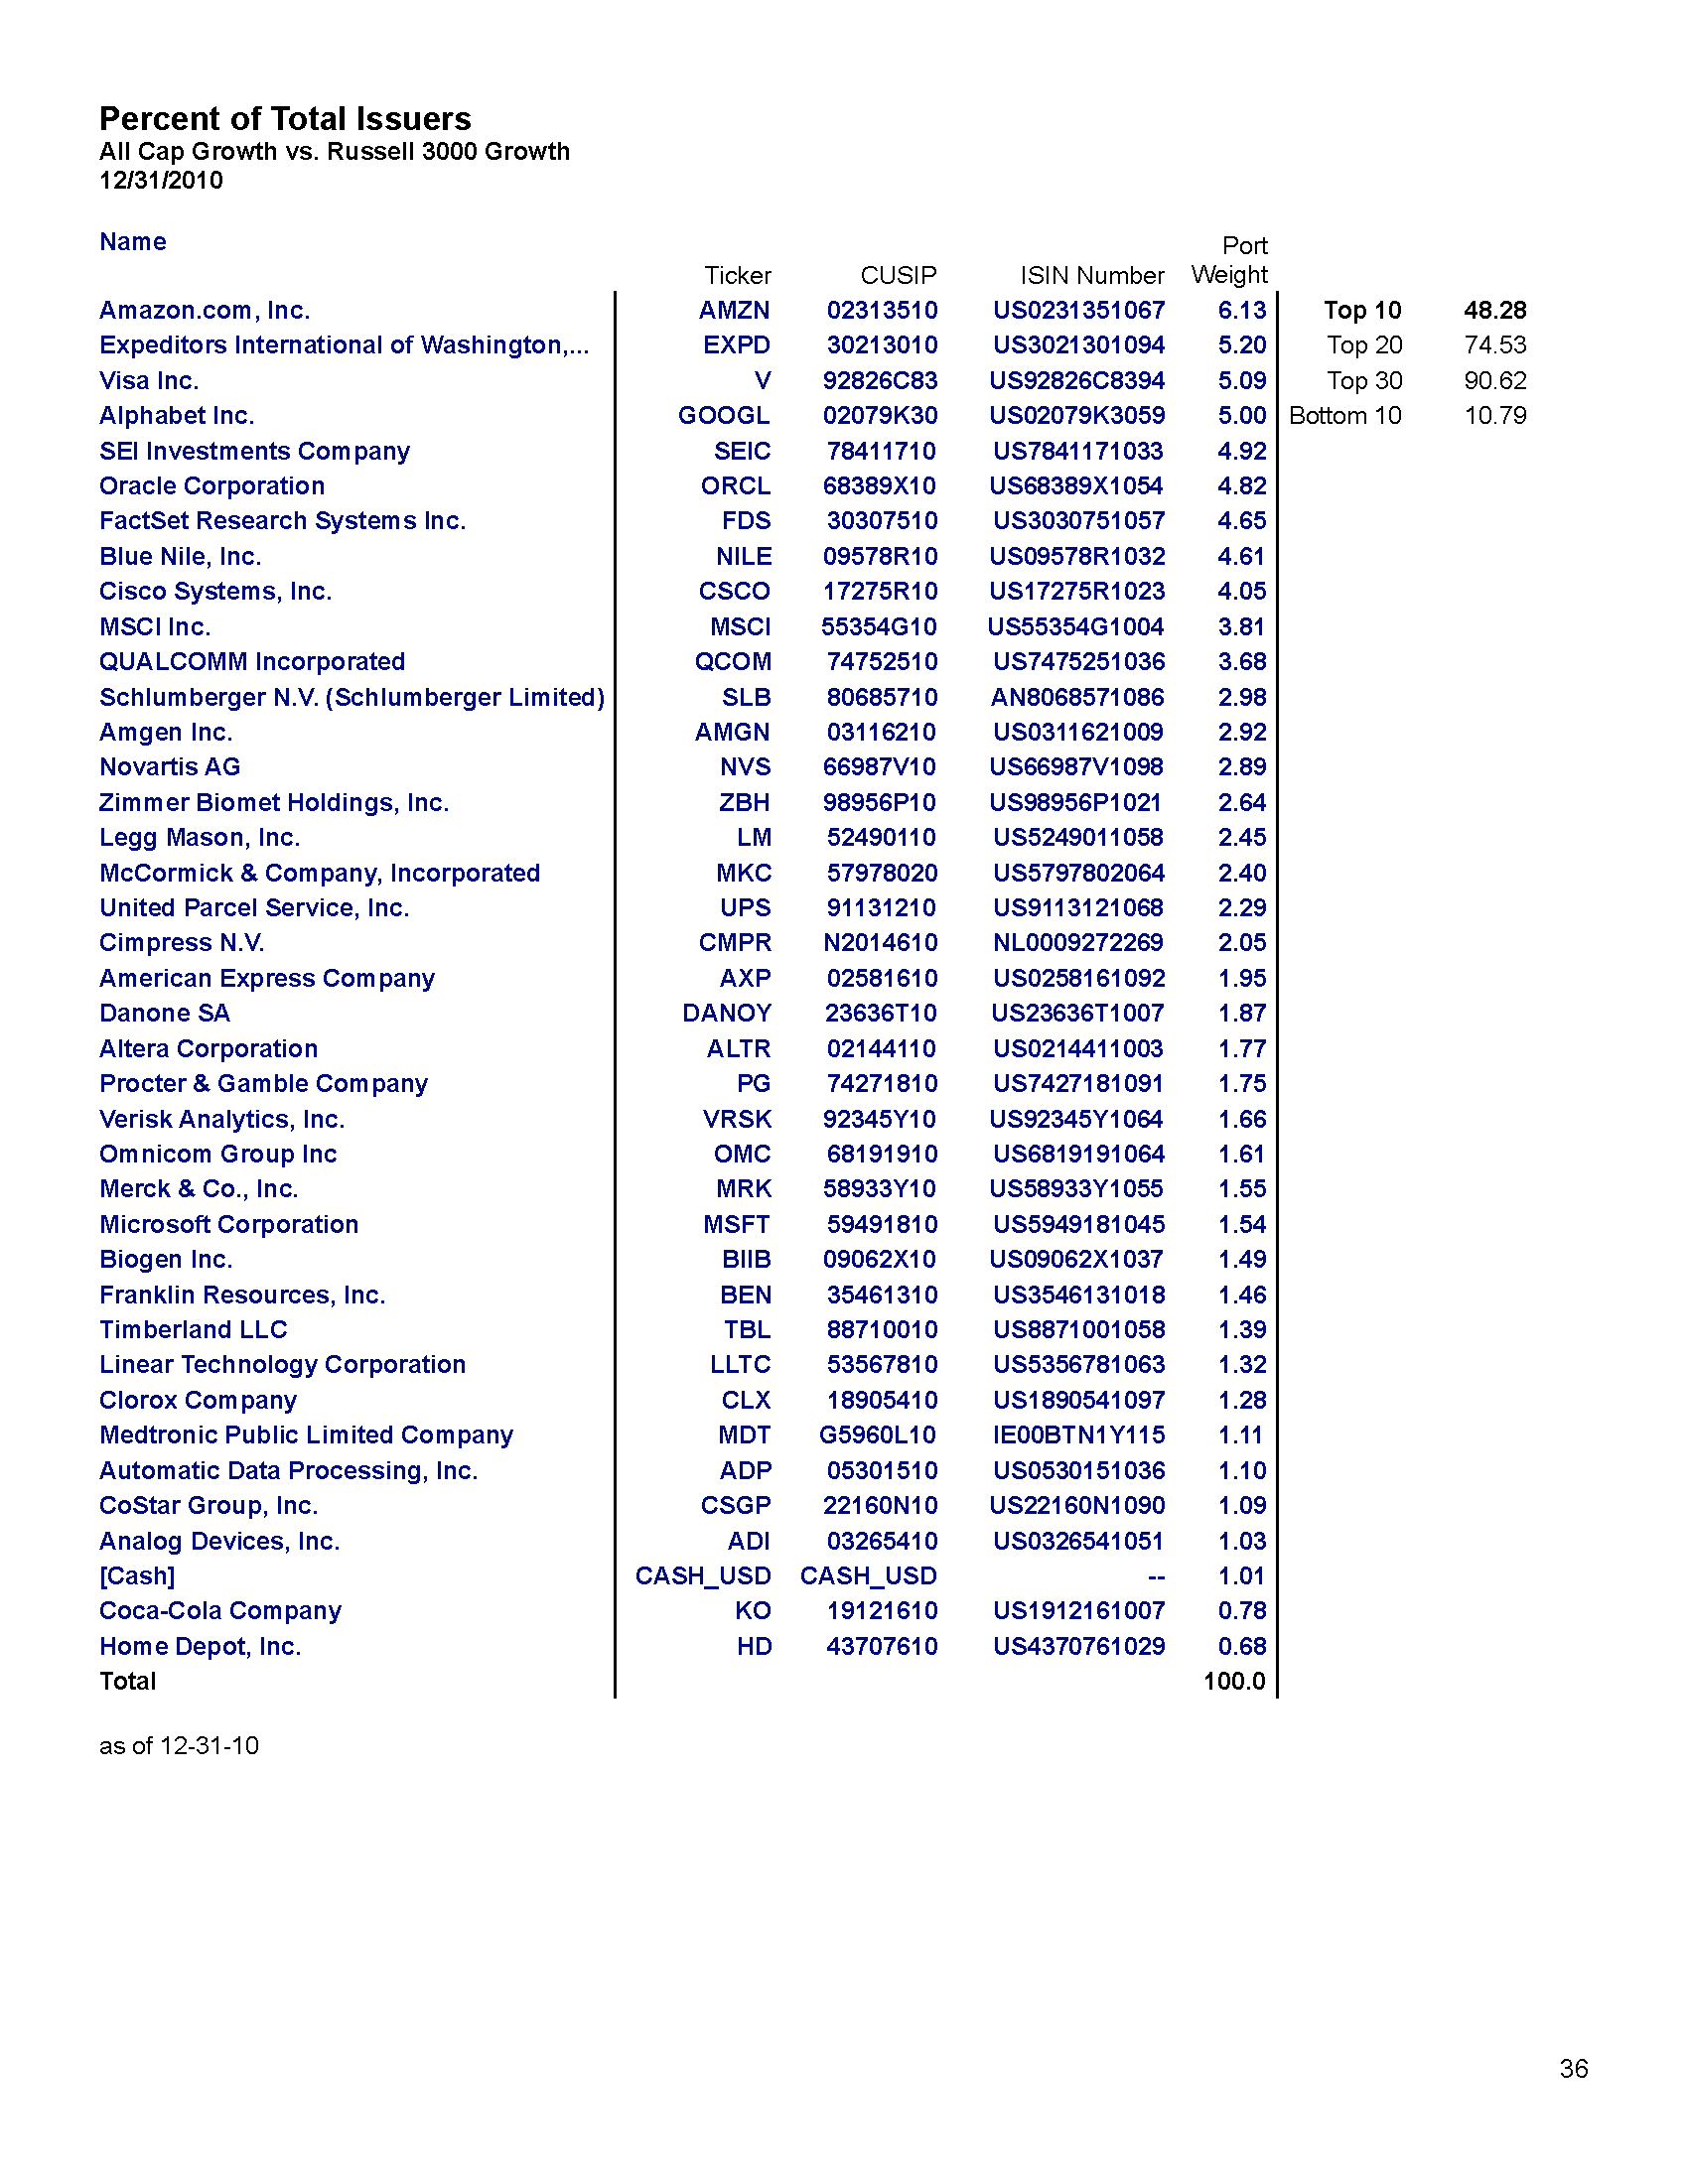 Percent of Total Issuers
All Cap Growth vs. Russell 3000 Growth
12/31/2010
Name Ticker CUSIP ISIN Number Port Weight
Amazon.com, Inc. AMZN 02313510 US0231351067 6.13 Top 10 48.28
Expeditors International of Washington,... EXPD 30213010 US3021301094 5.20 Top 20 74.53
Visa Inc. V 92826C83 US92826C8394 5.09 Top 30 90.62
Alphabet Inc. GOOGL 02079K30 US02079K3059 5.00 Bottom 10 10.79
SEI Investments Company SEIC 78411710 US7841171033 4.92
Oracle Corporation ORCL 68389X10 US68389X1054 4.82
FactSet Research Systems Inc. FDS 30307510 US3030751057 4.65
Blue Nile, Inc. NILE 09578R10 US09578R1032 4.61
Cisco Systems, Inc. CSCO 17275R10 US17275R1023 4.05
MSCI Inc. MSCI 55354G10 US55354G1004 3.81
QUALCOMM Incorporated QCOM 74752510 US7475251036 3.68
Schlumberger N.V. (Schlumberger Limited) SLB 80685710 AN8068571086 2.98
Amgen Inc. AMGN 03116210 US0311621009 2.92
Novartis AG NVS 66987V10 US66987V1098 2.89
Zimmer Biomet Holdings, Inc. ZBH 98956P10 US98956P1021 2.64
Legg Mason, Inc. LM 52490110 US5249011058 2.45
McCormick & Company, Incorporated MKC 57978020 US5797802064 2.40
United Parcel Service, Inc. UPS 91131210 US9113121068 2.29
Cimpress N.V. CMPR N2014610 NL0009272269 2.05
American Express Company AXP 02581610 US0258161092 1.95
Danone SA DANOY 23636T10 US23636T1007 1.87
Altera Corporation ALTR 02144110 US0214411003 1.77
Procter & Gamble Company PG 74271810 US7427181091 1.75
Verisk Analytics, Inc. VRSK 92345Y10 US92345Y1064 1.66
Omnicom Group Inc OMC 68191910 US6819191064 1.61
Merck & Co., Inc. MRK 58933Y10 US58933Y1055 1.55
Microsoft Corporation MSFT 59491810 US5949181045 1.54
Biogen Inc. BIIB 09062X10 US09062X1037 1.49
Franklin Resources, Inc. BEN 35461310 US3546131018 1.46
Timberland LLC TBL 88710010 US8871001058 1.39
Linear Technology Corporation LLTC 53567810 US5356781063 1.32
Clorox Company CLX 18905410 US1890541097 1.28
Medtronic Public Limited Company MDT G5960L10 IE00BTN1Y115 1.11
Automatic Data Processing, Inc. ADP 05301510 US0530151036 1.10
CoStar Group, Inc. CSGP 22160N10 US22160N1090 1.09
Analog Devices, Inc. ADI 03265410 US0326541051 1.03
[Cash] CASH_USD CASH_USD -- 1.01
Coca-Cola Company KO 19121610 US1912161007 0.78
Home Depot, Inc. HD 43707610 US4370761029 0.68
Total 100.0
as of 12-31-10
36